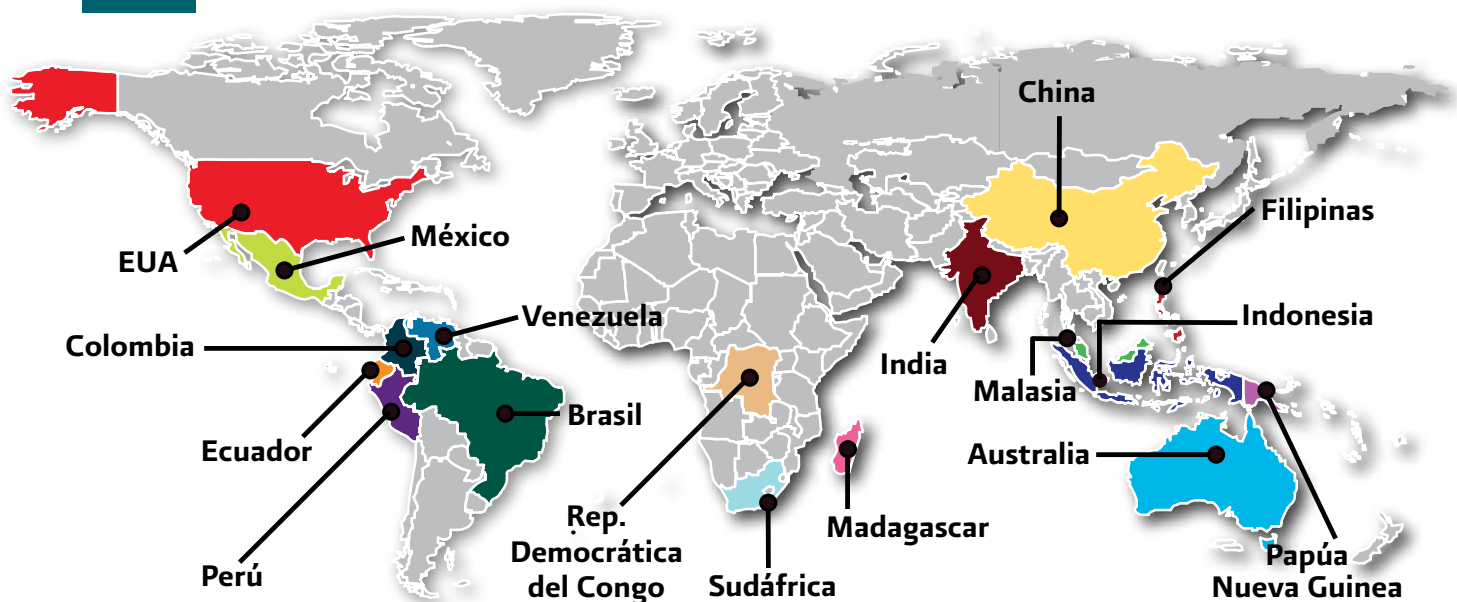 China
Filipinas
México
EUA
Venezuela
Indonesia
Colombia
India
Malasia
Brasil
Ecuador
Australia
Rep.
Democrática
del Congo
Madagascar
Perú
Sudáfrica
Papúa
Nueva Guinea